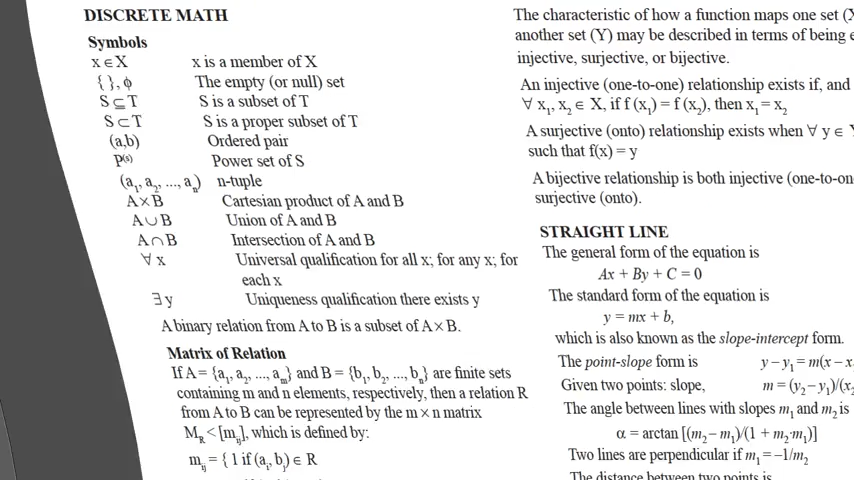 DISCRETE MATH
Symbols
x ∈ X x is a member of X
{ }, ϕ The empty (or null) set
S ⊆ T S is a subset of T
S ⊂ T S is a proper subset of T
(a,b) Ordered pair
P(s) Power set of S
(a1, a2, ..., an) n-tuple
A × B Cartesian product of A and B
A ∪ B Union of A and B
A ∩ B Intersection of A and B
∀ x Universal qualification for all x; for any x; for
each x
∃ y Uniqueness qualification there exists y
A binary relation from A to B is a subset of A × B.
Matrix of Relation
If A = {a1, a2, ..., am} and B = {b1, b2, ..., bn} are finite sets
containing m and n elements, respectively, then a relation R
from A to B can be represented by the m × n matrix
MR < [mij], which is defined by:
mij = { 1 if (ai, bj) ∈ R
The characteristic of how a function maps one set (X
another set (Y) may be described in terms of being e
injective, surjective, or bijective.
An injective (one-to-one) relationship exists if, and
∀ x1, x2 ∈ X, if f (x1) = f (x2), then x1 = x2
A surjective (onto) relationship exists when ∀ y ∈ Y
such that f(x) = y
A bijective relationship is both injective (one-to-on
surjective (onto).
STRAIGHT LINE
The general form of the equation is
Ax + By + C = 0
The standard form of the equation is
y = mx + b,
which is also known as the slope-intercept form.
The point-slope form is y – y1 = m(x – x
Given two points: slope, m = (y2 – y1)/(x2
The angle between lines with slopes m1 and m2 is
α = arctan [(m2 – m1)/(1 + m2·m1)]
Two lines are perpendicular if m1 = –1/m2
The distance between two points is